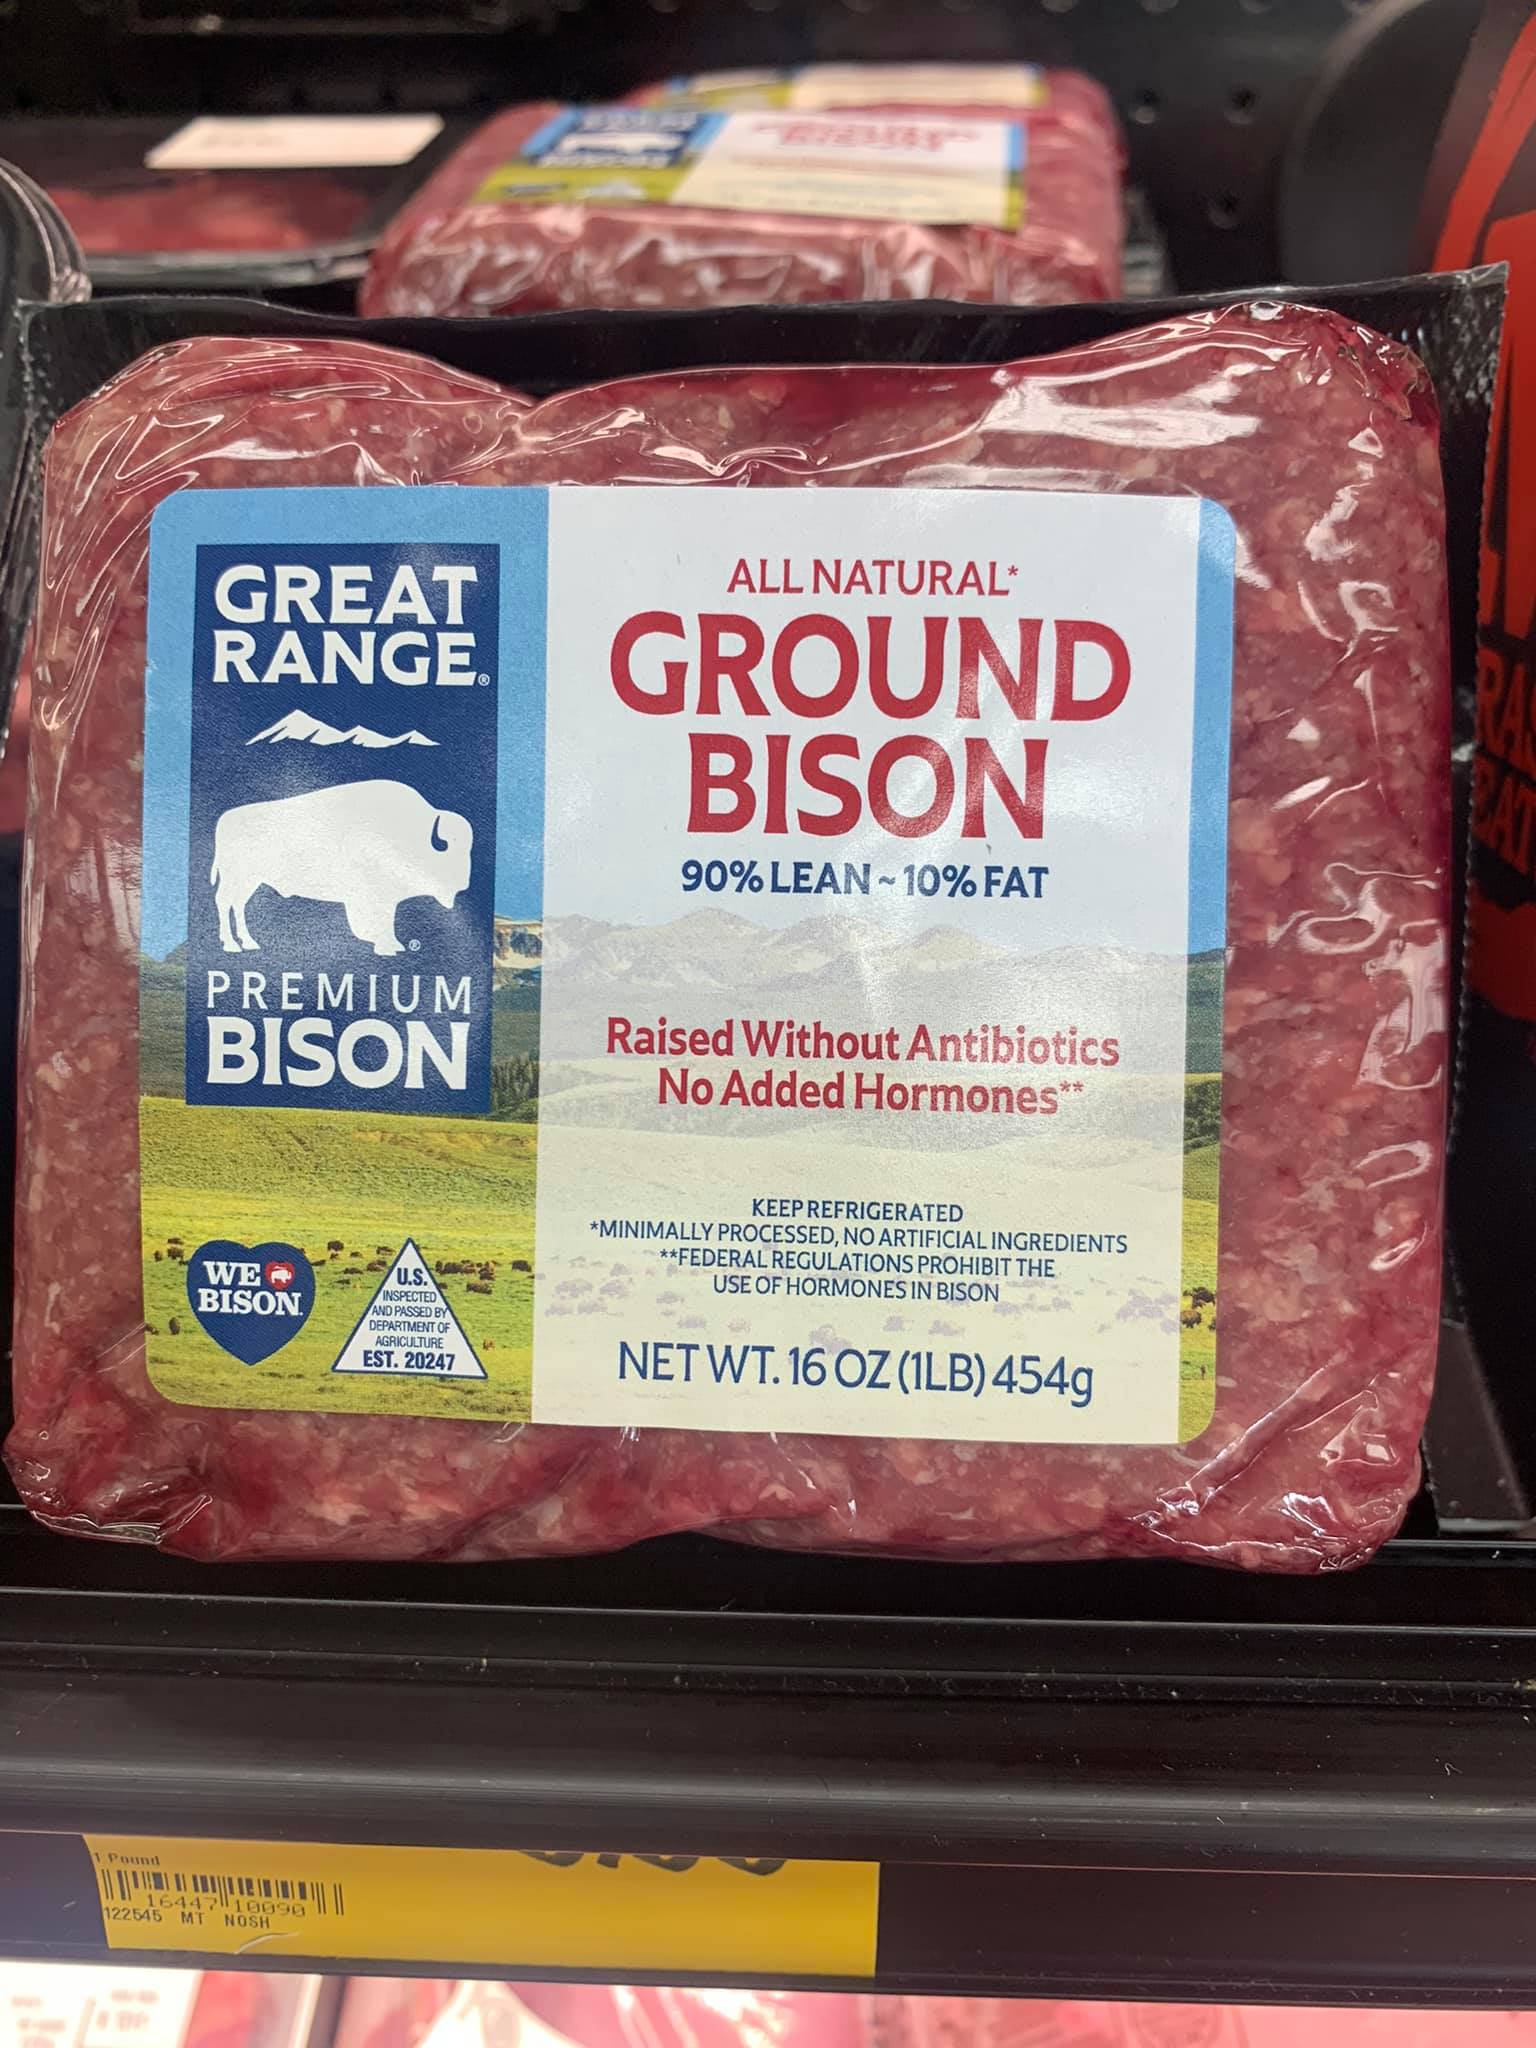 GREAT
RANGE®
PREMIUM
BISON
ALL NATURAL*
GROUND
BISON
90% LEAN ~ 10% FAT
Raised Without Antibiotics
No Added Hormones**
KEEP REFRIGERATED
*MINIMALLY PROCESSED, NO ARTIFICIAL INGREDIENTS
**FEDERAL REGULATIONS PROHIBIT THE
USE OF HORMONES IN BISON
NET WT. 16 OZ (1LB) 454g
WE
BISON
U.S.
INSPECTED
AND PASSED BY
DEPARTMENT OF
AGRICULTURE
EST. 20247
1 Pound
16447 10090
122545 MT NOSH